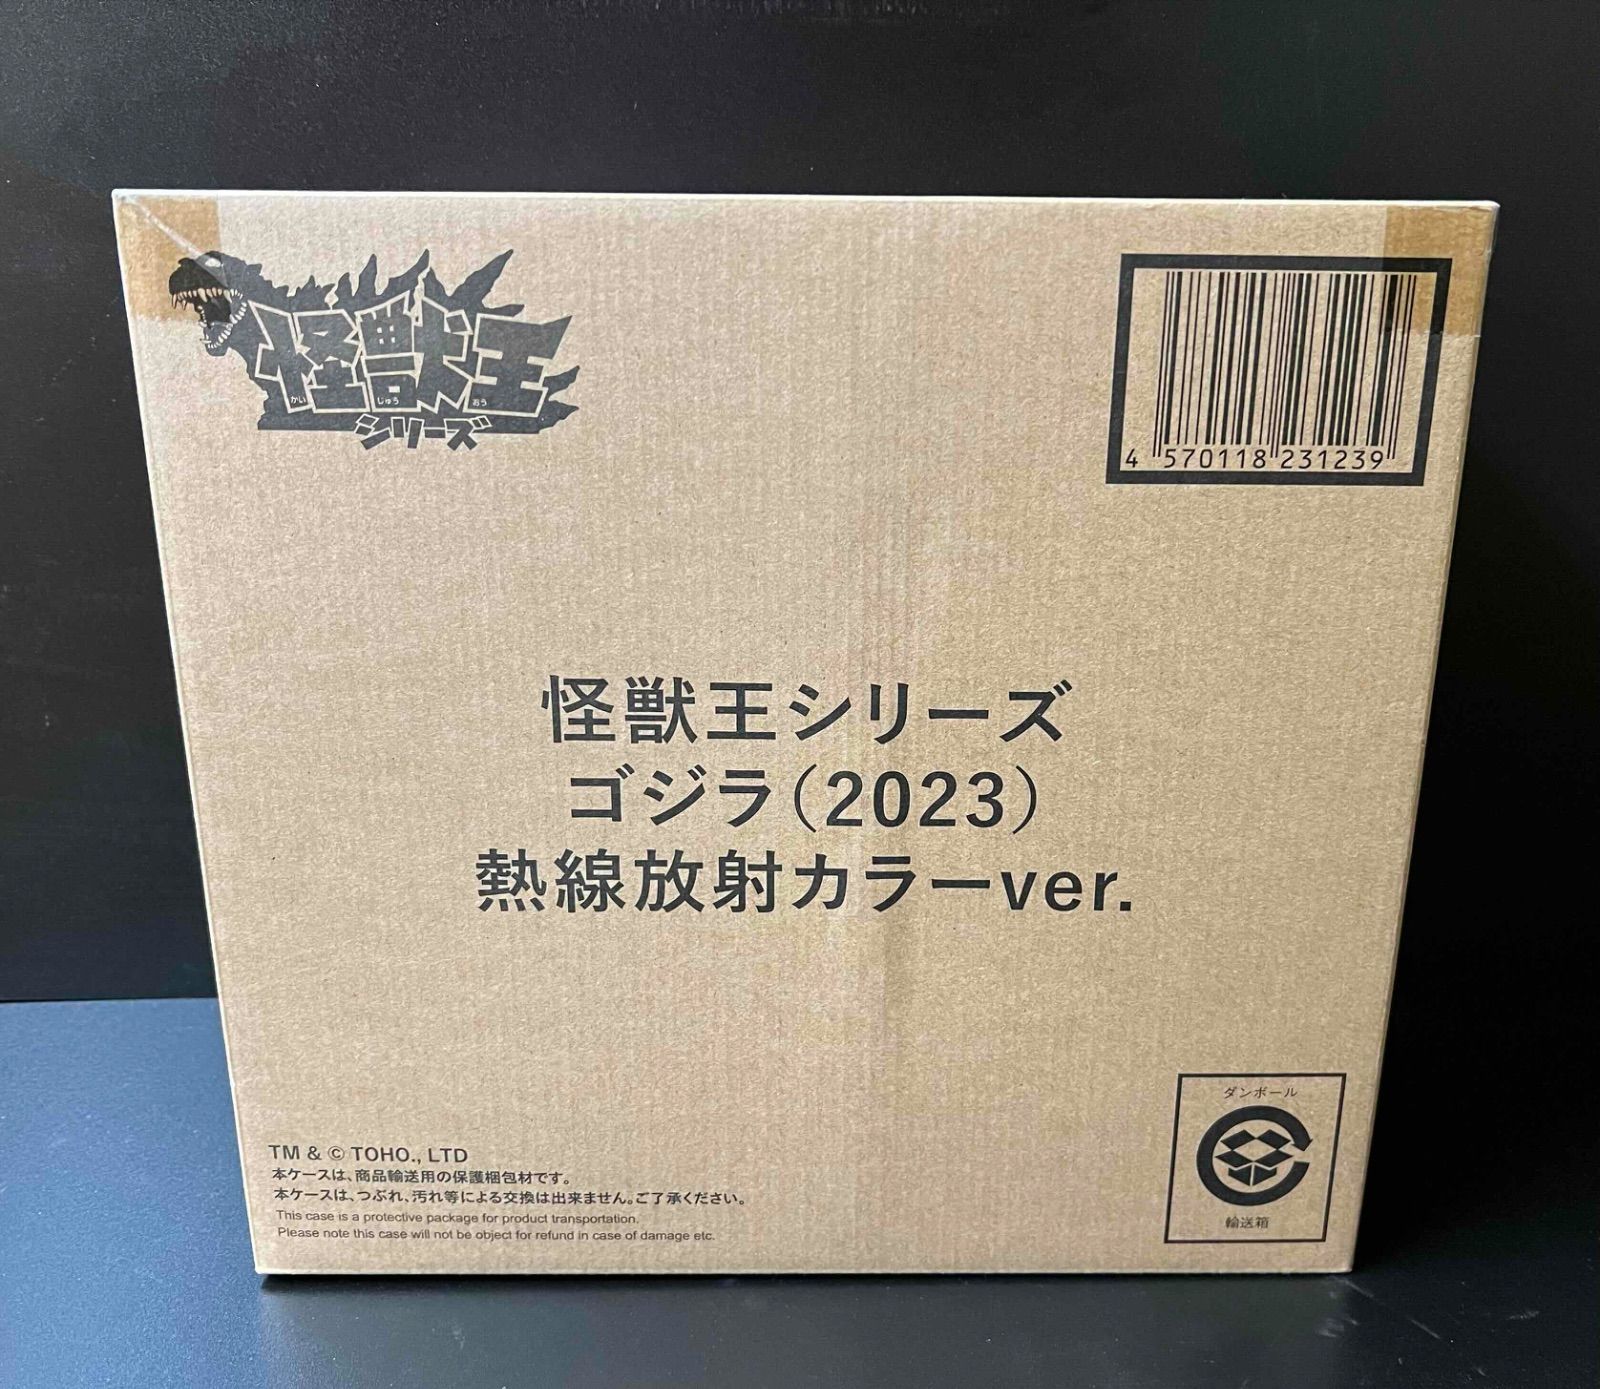 怪獣王
かい じゅう おう
シリーズ
4 570118 231239
怪獣王シリーズ
ゴジラ(2023)
熱線放射カラーver.
TM & © TOHO., LTD
本ケースは、商品輸送用の保護梱包材です。
本ケースは、つぶれ、汚れ等による交換は出来ません。ご了承ください。
This case is a protective package for product transportation.
Please note this case will not be object for refund in case of damage etc.
ダンボール
輸送箱